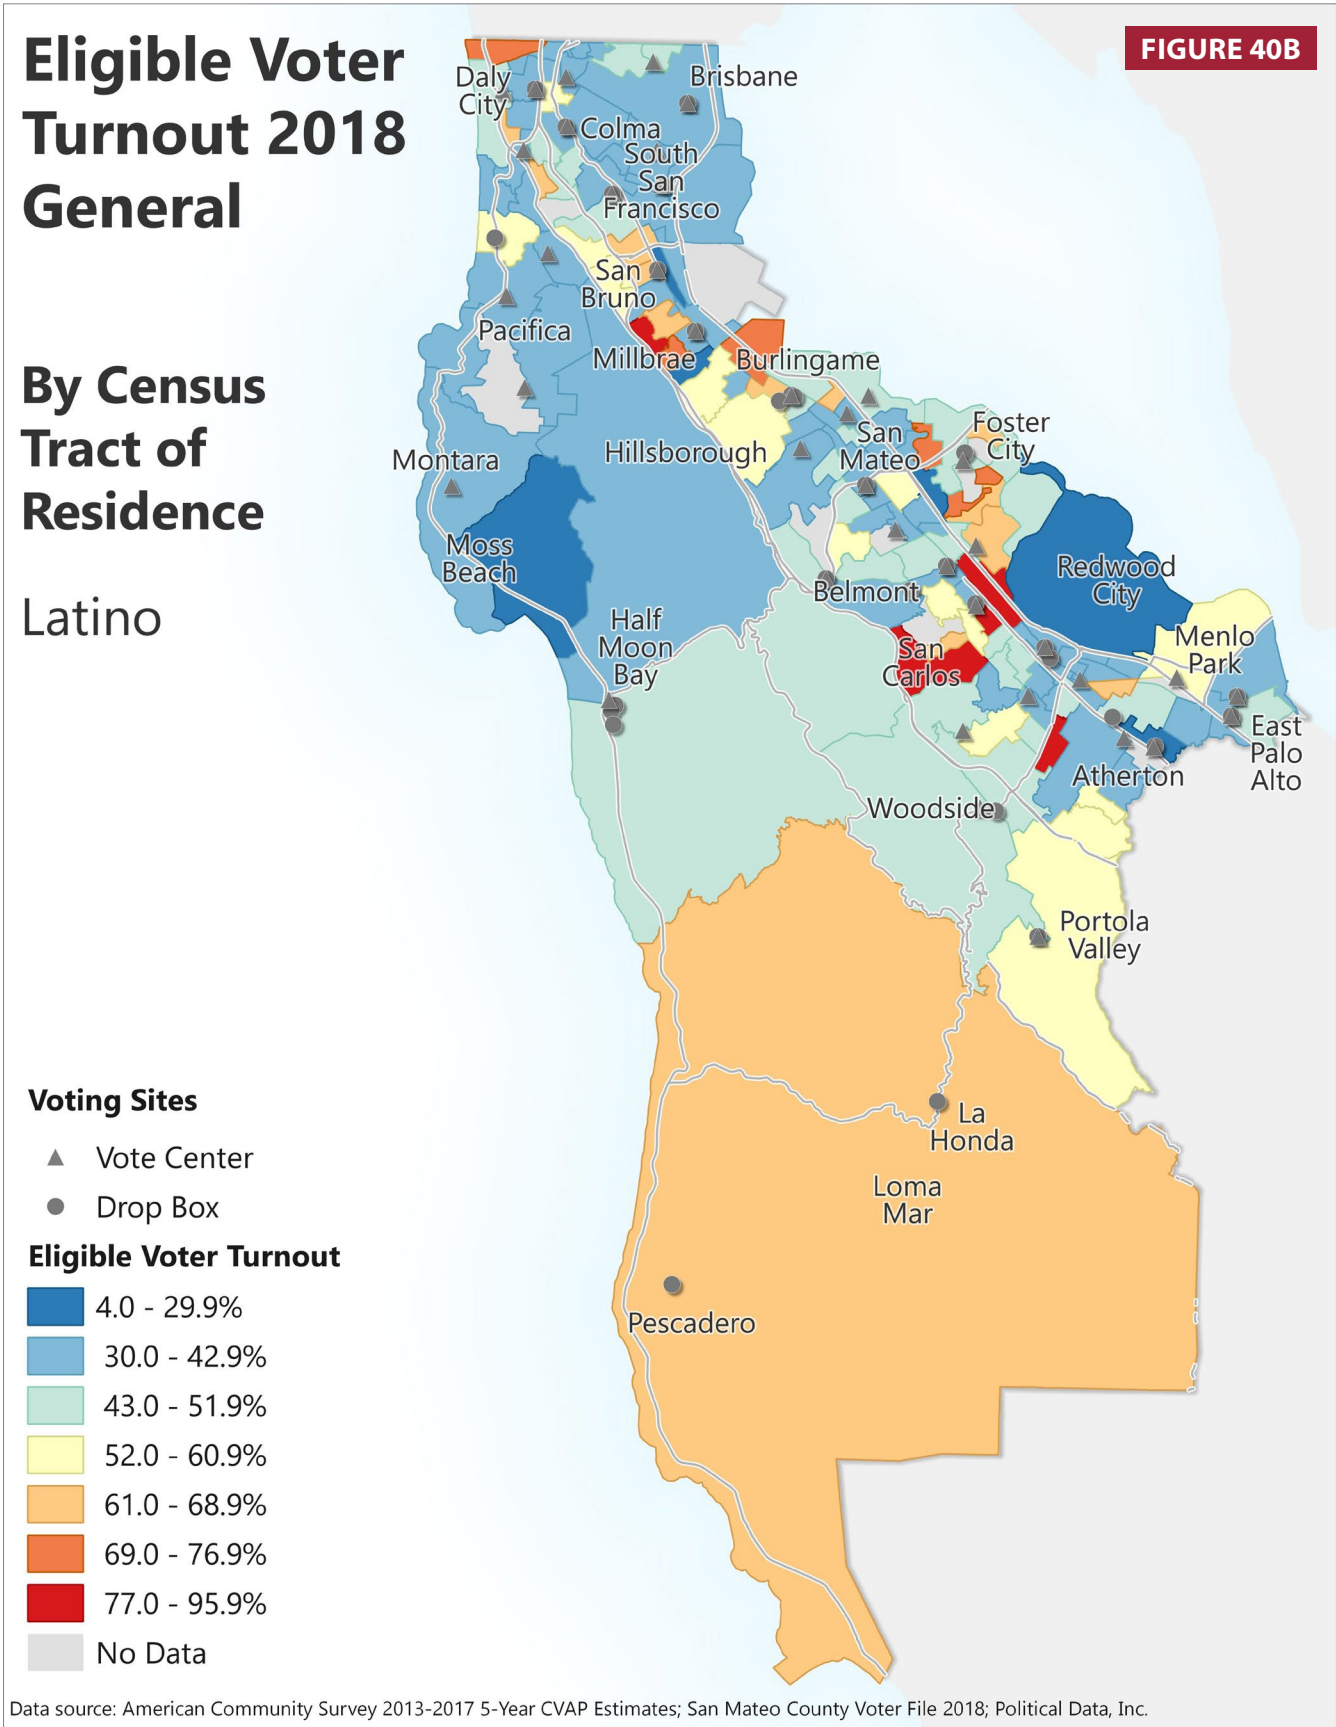 Eligible Voter
Turnout 2018
General
FIGURE 40B
By Census
Tract of
Residence
Latino
Daly
City
Brisbane
Colma
South
San
Francisco
San
Bruno
Pacifica
Millbrae
Burlingame
Montara
Hillsborough
San
Mateo
Foster
City
Moss
Beach
Belmont
Redwood
City
Half
Moon
Bay
San
Carlos
Menlo
Park
East
Palo
Alto
Atherton
Woodside
Portola
Valley
La
Honda
Loma
Mar
Pescadero
Voting Sites
Vote Center
Drop Box
Eligible Voter Turnout
4.0 - 29.9%
30.0 - 42.9%
43.0 - 51.9%
52.0 - 60.9%
61.0 - 68.9%
69.0 - 76.9%
77.0 - 95.9%
No Data
Data source: American Community Survey 2013-2017 5-Year CVAP Estimates; San Mateo County Voter File 2018; Political Data, Inc.